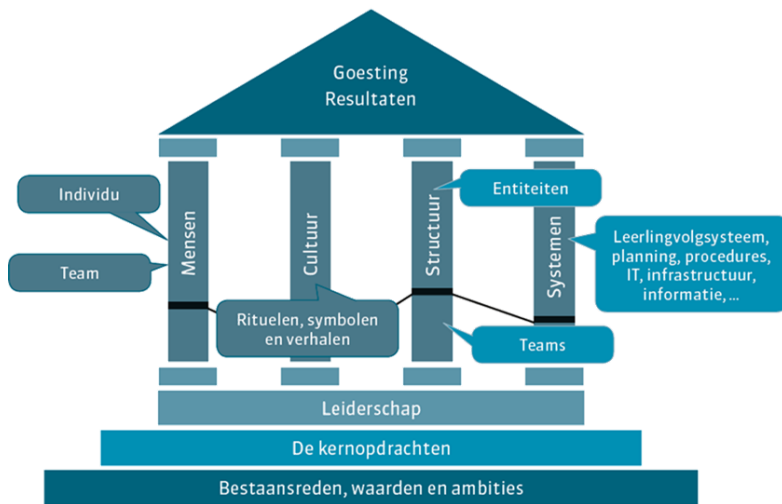 Goesting
Resultaten
Individu
Team
Mensen
Cultuur
Structuur
Systemen
Entiteiten
Leerlingvolgsysteem,
planning, procedures,
IT, infrastructuur,
informatie, ...
Rituelen, symbolen
en verhalen
Teams
Leiderschap
De kernopdrachten
Bestaansreden, waarden en ambities